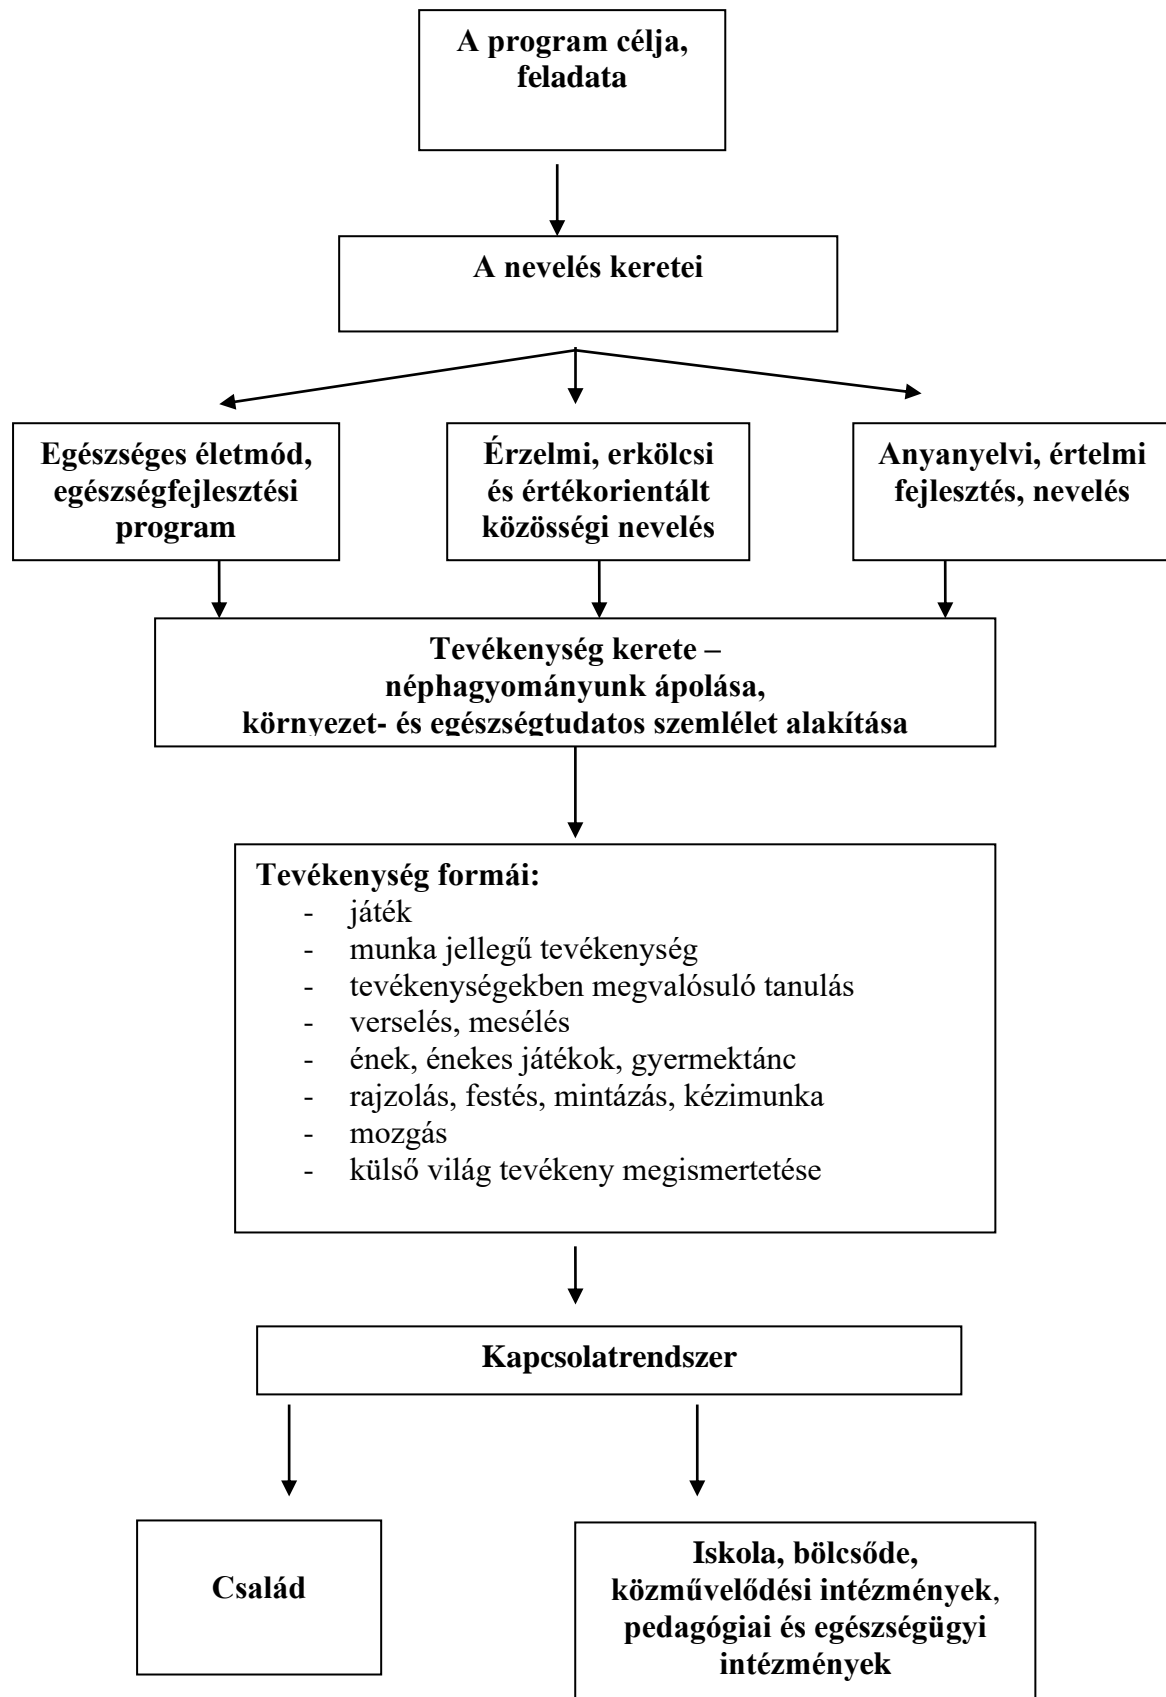 A program célja,
feladata
A nevelés keretei
Egészséges életmód,
egészségfejlesztési
program
Érzelmi, erkölcsi
és értékorientált
közösségi nevelés
Anyanyelvi, értelmi
fejlesztés, nevelés
Tevékenység kerete –
néphagyományunk ápolása,
környezet- és egészségtudatos szemlélet alakítása
Tevékenység formái:
- játék
- munka jellegű tevékenység
- tevékenységekben megvalósuló tanulás
- verselés, mesélés
- ének, énekes játékok, gyermektánc
- rajzolás, festés, mintázás, kézimunka
- mozgás
- külső világ tevékeny megismertetése
Kapcsolatrendszer
Család
Iskola, bölcsőde,
közművelődési intézmények,
pedagógiai és egészségügyi
intézmények